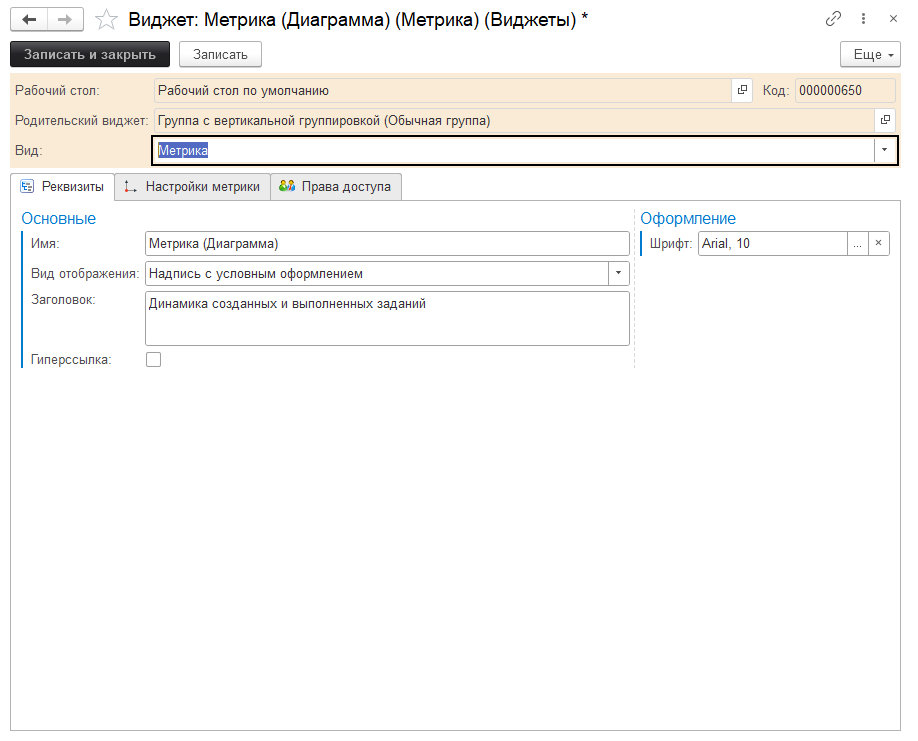 Виджет: Метрика (Диаграмма) (Метрика) (Виджеты) *
Записать и закрыть Записать Еще
Рабочий стол: Рабочий стол по умолчанию Код: 000000650
Родительский виджет: Группа с вертикальной группировкой (Обычная группа)
Вид: Метрика
Реквизиты Настройки метрики Права доступа
Основные Оформление
Имя: Метрика (Диаграмма) Шрифт: Arial, 10 ... ×
Вид отображения: Надпись с условным оформлением
Заголовок: Динамика созданных и выполненных заданий
Гиперссылка: